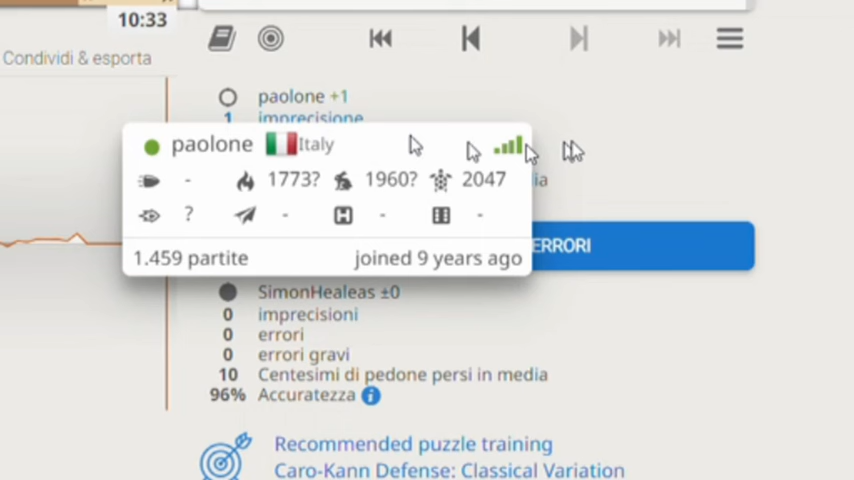 10:33
Condividi & esporta
paolone +1
1 imprecisione
paolone Italy
- 1773? 1960? 2047
? - - -
1.459 partite joined 9 years ago
ia
ERRORI
SimonHealeas ±0
0 imprecisioni
0 errori
0 errori gravi
10 Centesimi di pedone persi in media
96% Accuratezza
Recommended puzzle training
Caro-Kann Defense: Classical Variation